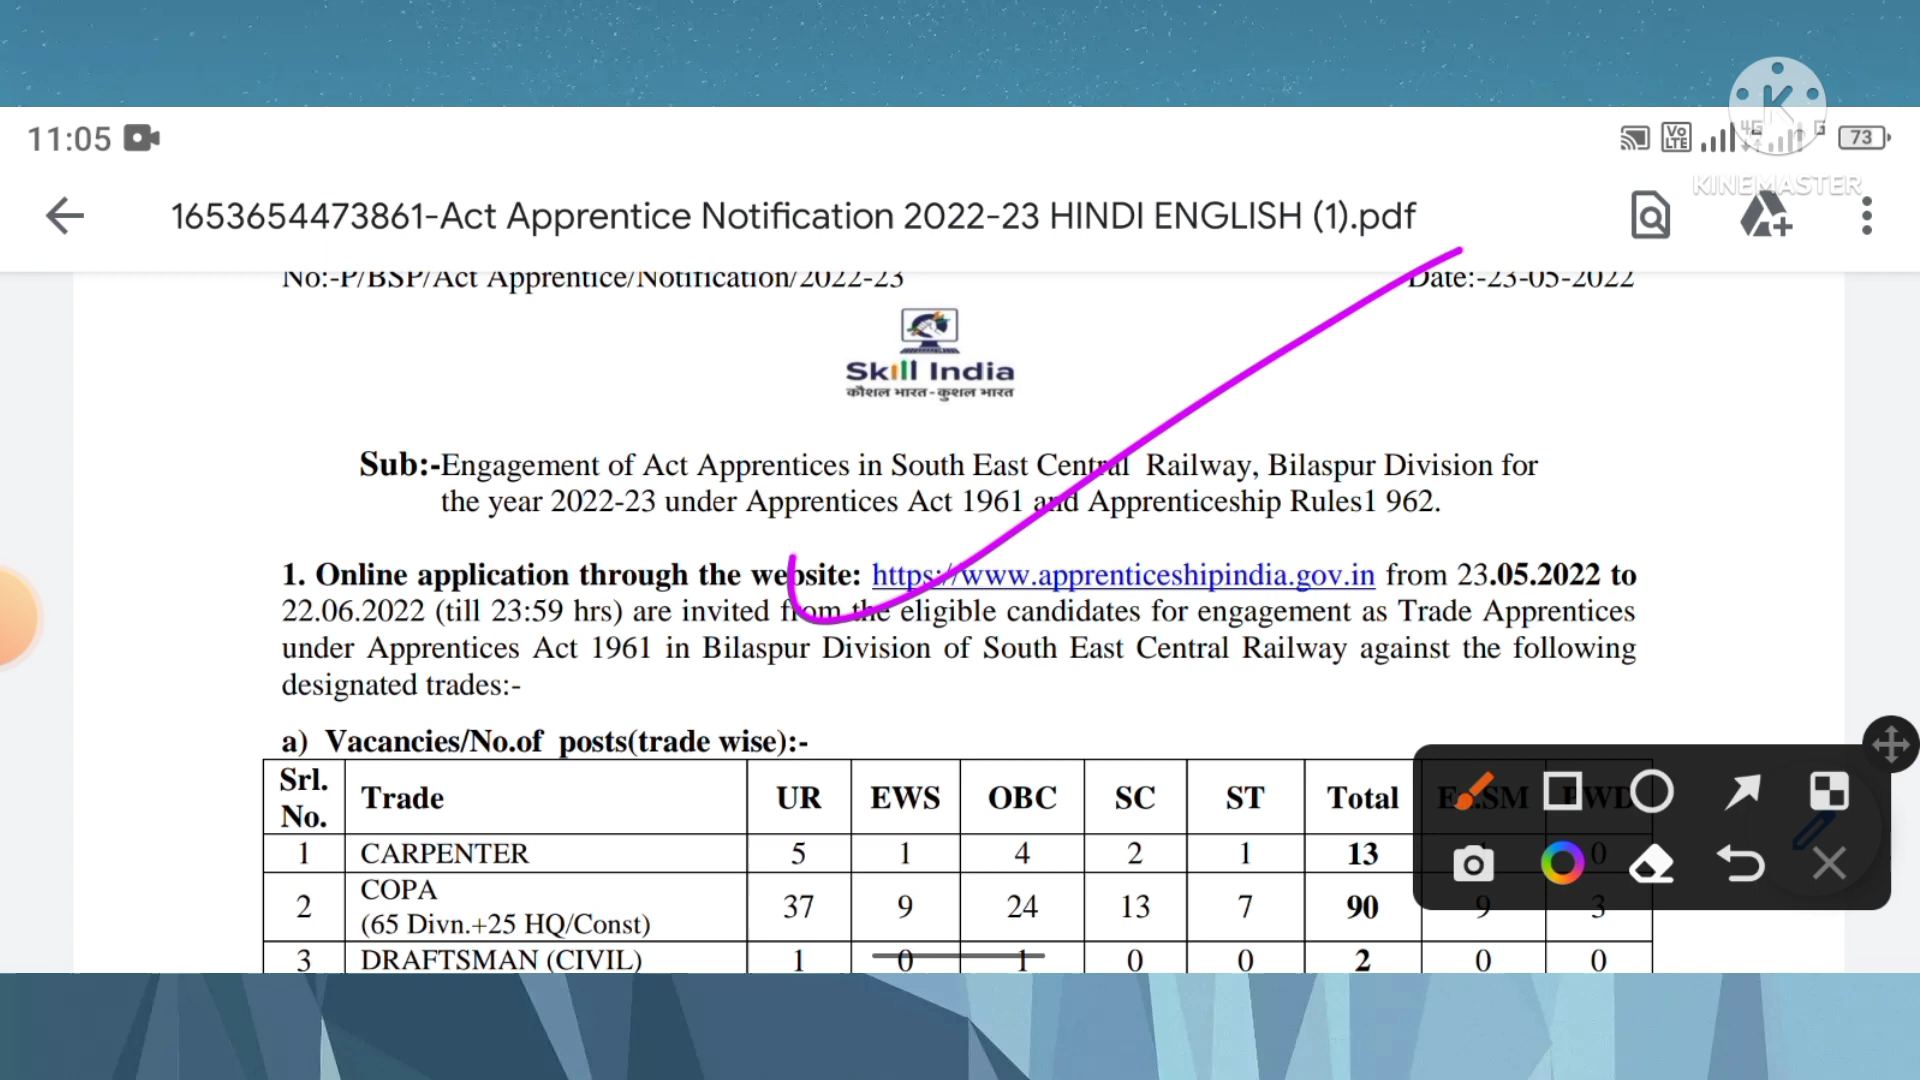 11:05
Vo LTE 4G G 73
KINEMASTER
1653654473861-Act Apprentice Notification 2022-23 HINDI ENGLISH (1).pdf
No:-P/BSP/Act Apprentice/Notification/2022-23 Date:-23-05-2022
Skill India
कौशल भारत-कुशल भारत
Sub:-Engagement of Act Apprentices in South East Central Railway, Bilaspur Division for
the year 2022-23 under Apprentices Act 1961 and Apprenticeship Rules1 962.
1. Online application through the website: https://www.apprenticeshipindia.gov.in from 23.05.2022 to
22.06.2022 (till 23:59 hrs) are invited from the eligible candidates for engagement as Trade Apprentices
under Apprentices Act 1961 in Bilaspur Division of South East Central Railway against the following
designated trades:-
a) Vacancies/No.of posts(trade wise):-
Srl. No. Trade UR EWS OBC SC ST Total
1 CARPENTER 5 1 4 2 1 13 0
2 COPA (65 Divn.+25 HQ/Const) 37 9 24 13 7 90 9 3
3 DRAFTSMAN (CIVIL) 1 0 1 0 0 2 0 0